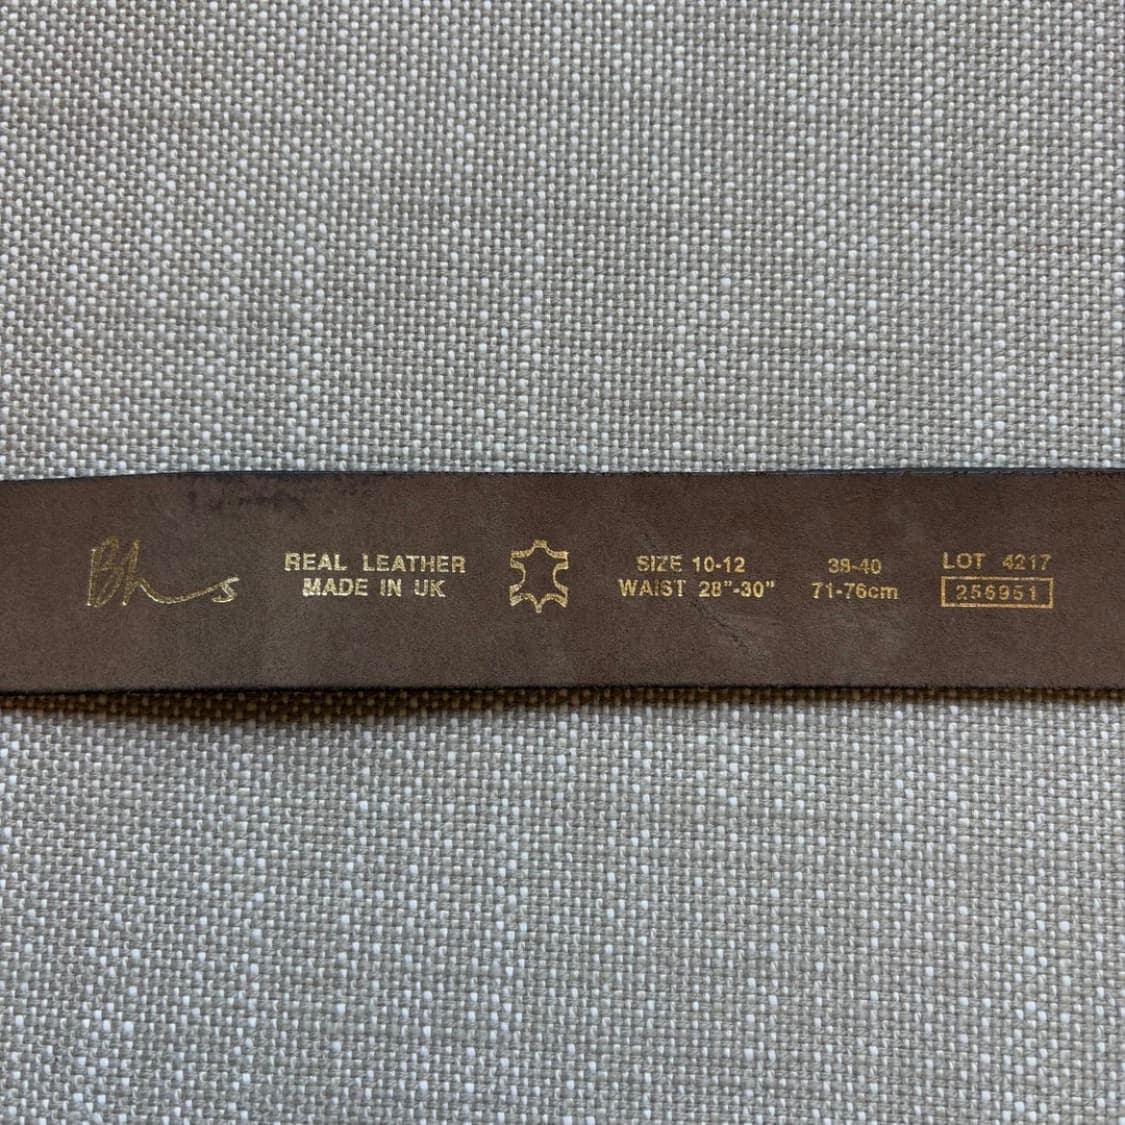 Bhs
REAL LEATHER
MADE IN UK
SIZE 10-12
WAIST 28"-30"
38-40
71-76cm
LOT 4217
256951